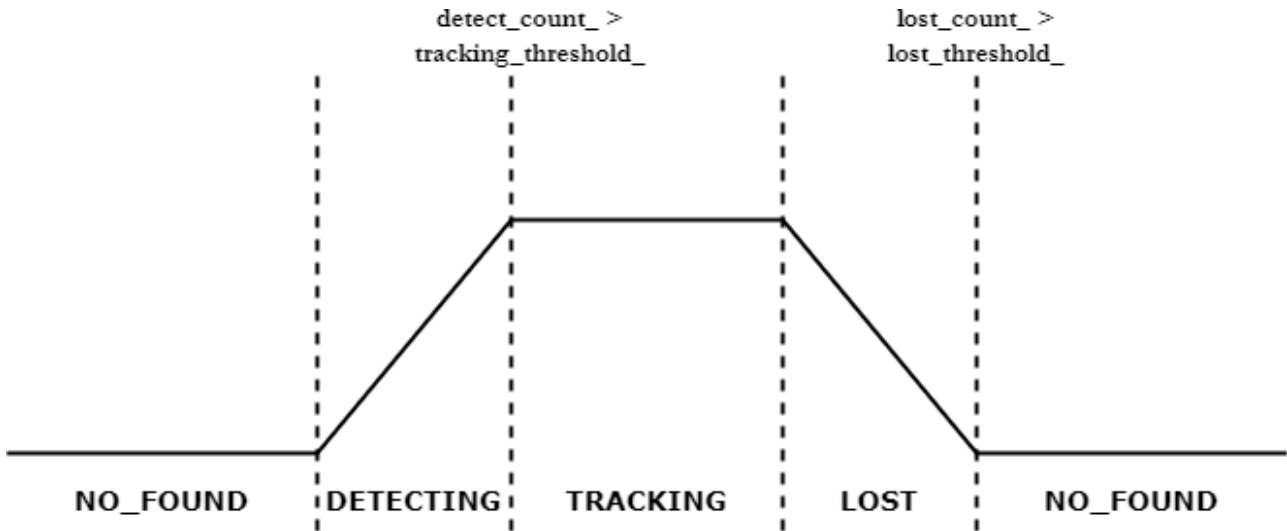 detect_count_ >
tracking_threshold_
lost_count_ >
lost_threshold_
NO_FOUND
DETECTING
TRACKING
LOST
NO_FOUND